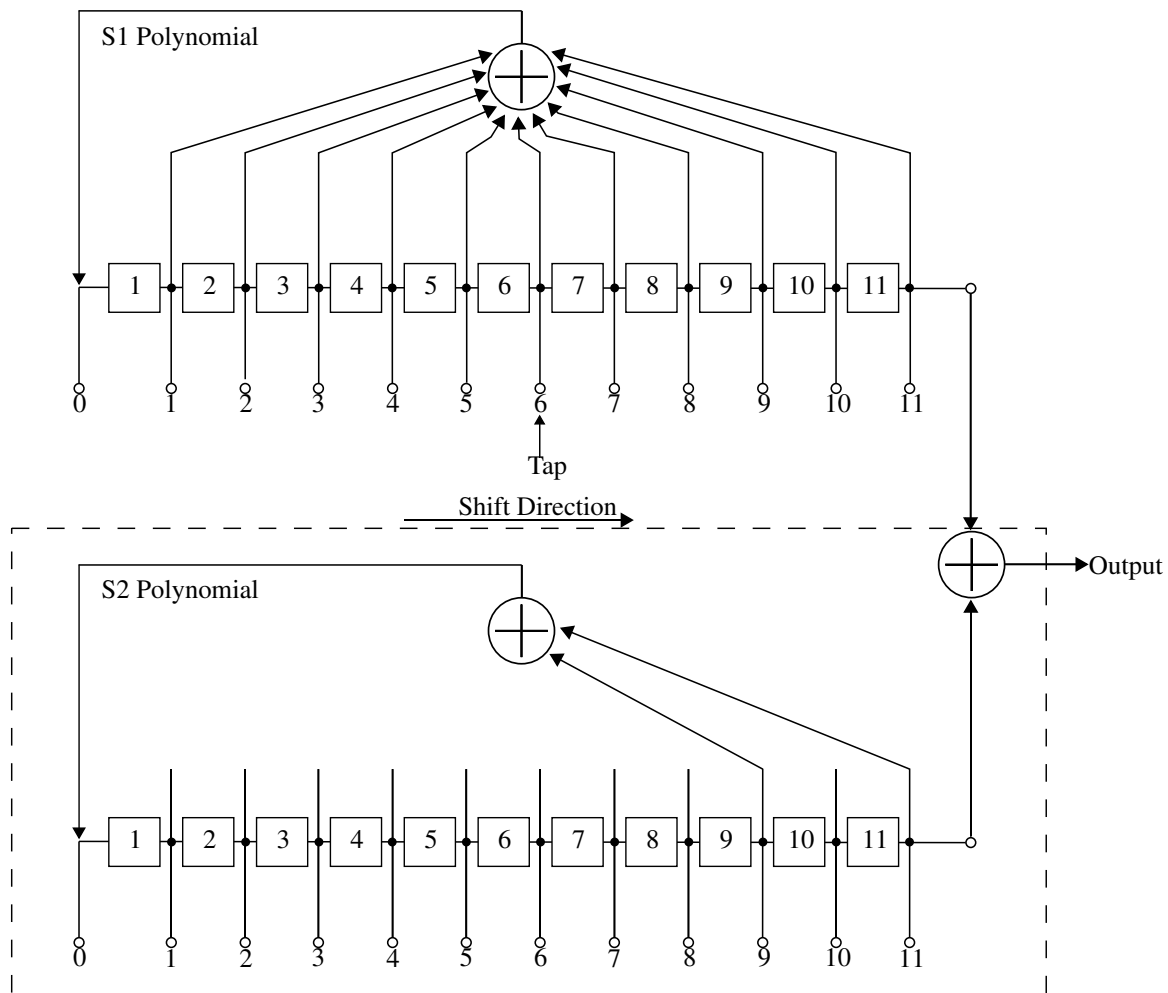 S1 Polynomial
1 2 3 4 5 6 7 8 9 10 11
0 1 2 3 4 5 6 7 8 9 10 11
Tap
Shift Direction
Output
S2 Polynomial
1 2 3 4 5 6 7 8 9 10 11
0 1 2 3 4 5 6 7 8 9 10 11